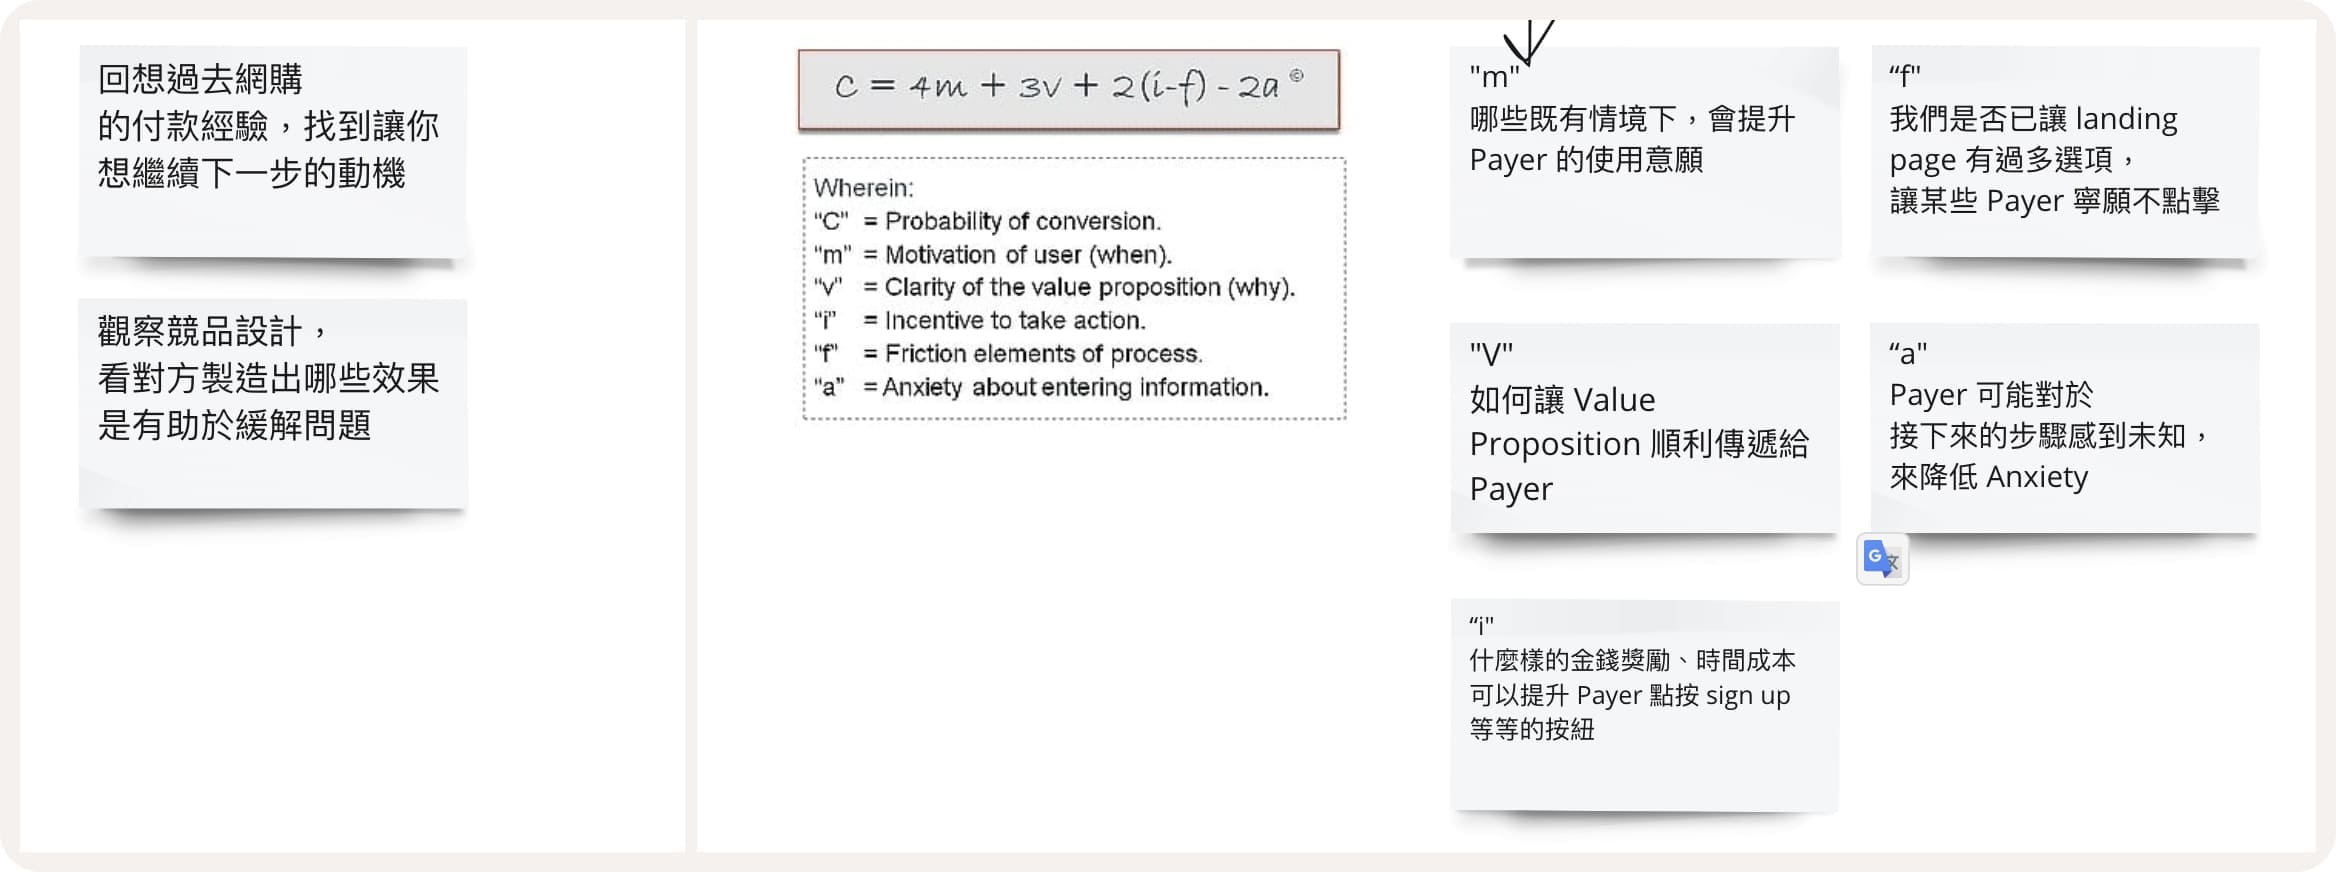 回想過去網購
的付款經驗，找到讓你
想繼續下一步的動機
觀察競品設計，
看對方製造出哪些效果
是有助於緩解問題
C = 4m + 3v + 2(i-f) - 2a ©
Wherein:
“C” = Probability of conversion.
“m” = Motivation of user (when).
“v” = Clarity of the value proposition (why).
“i” = Incentive to take action.
“f” = Friction elements of process.
“a” = Anxiety about entering information.
"m"
哪些既有情境下，會提升
Payer 的使用意願
“f"
我們是否已讓 landing
page 有過多選項，
讓某些 Payer 寧願不點擊
"V"
如何讓 Value
Proposition 順利傳遞給
Payer
“a"
Payer 可能對於
接下來的步驟感到未知，
來降低 Anxiety
“i"
什麼樣的金錢獎勵、時間成本
可以提升 Payer 點按 sign up
等等的按紐